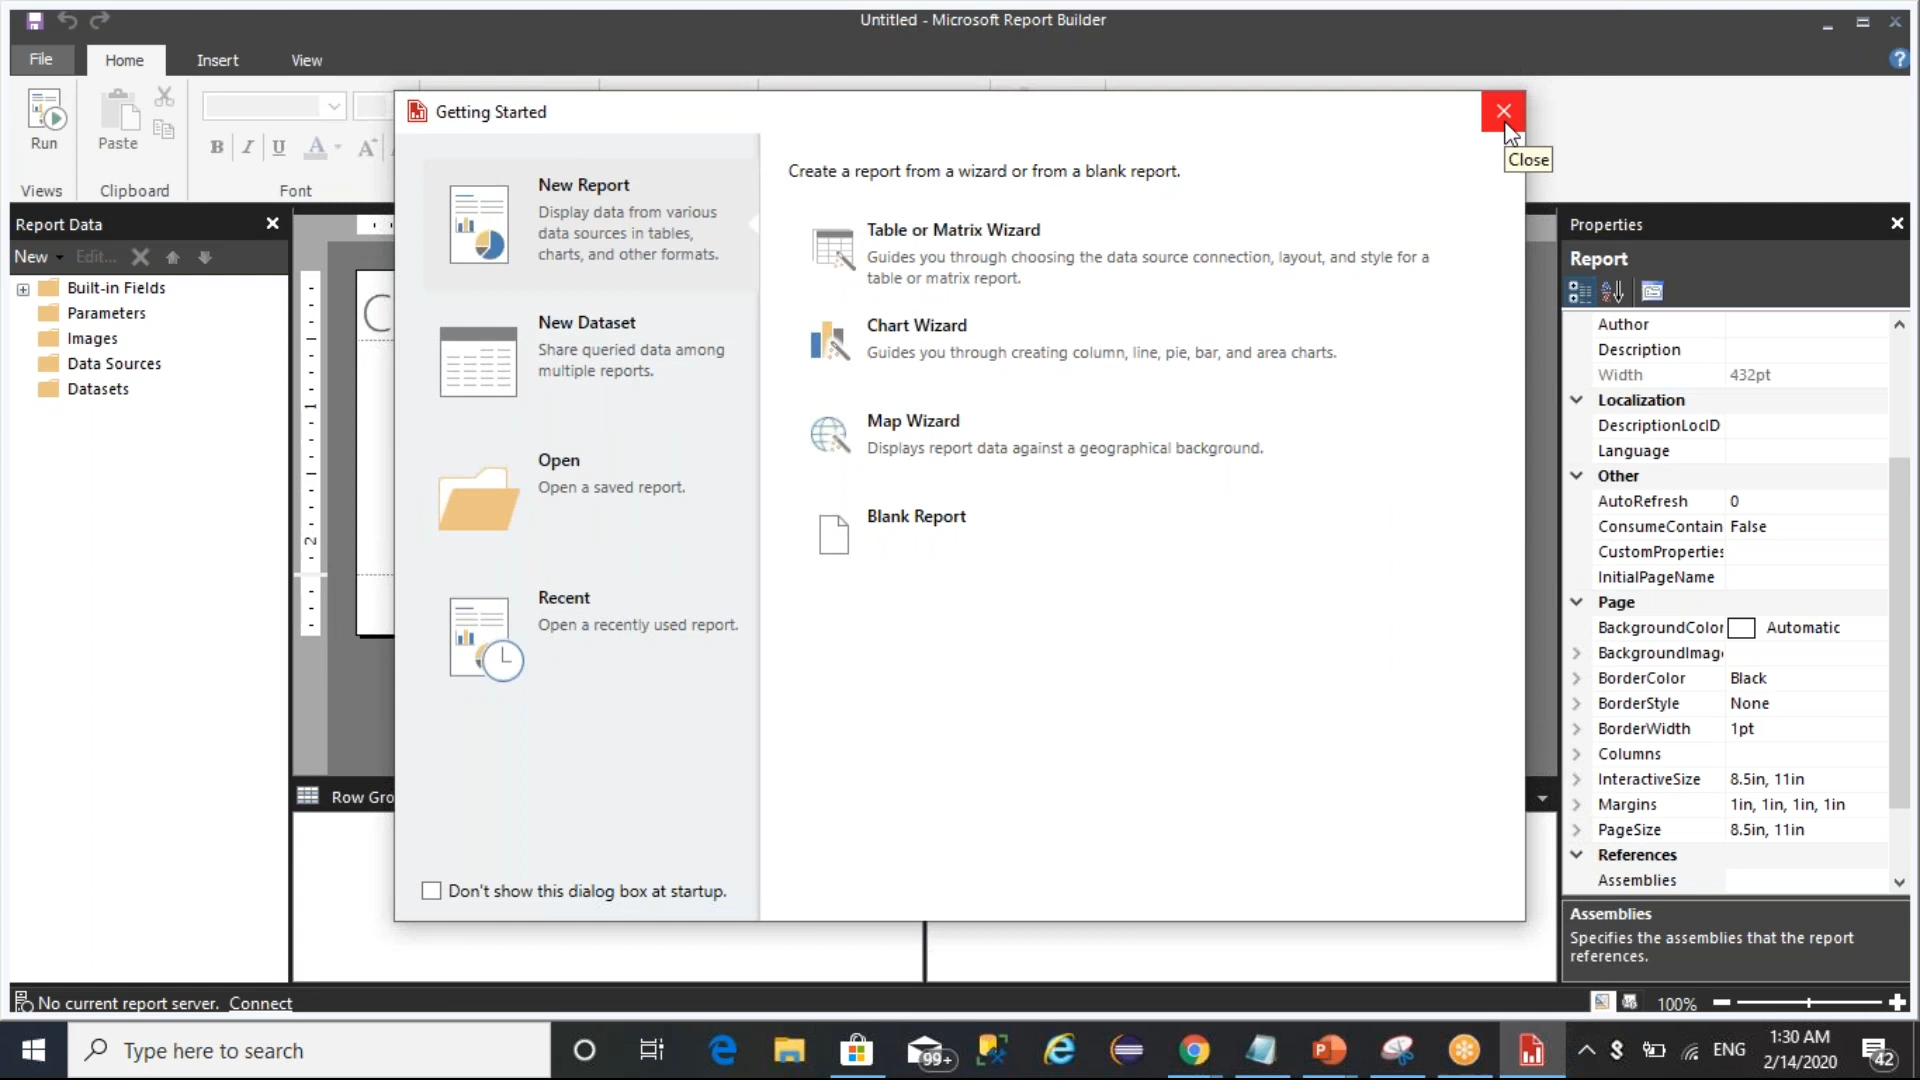 Untitled - Microsoft Report Builder
File
Home
Insert
View
?
Run
Paste
B I U A A
Views
Clipboard
Font
Getting Started
Close
New Report
Display data from various
data sources in tables,
charts, and other formats.
New Dataset
Share queried data among
multiple reports.
Open
Open a saved report.
Recent
Open a recently used report.
Don't show this dialog box at startup.
Create a report from a wizard or from a blank report.
Table or Matrix Wizard
Guides you through choosing the data source connection, layout, and style for a
table or matrix report.
Chart Wizard
Guides you through creating column, line, pie, bar, and area charts.
Map Wizard
Displays report data against a geographical background.
Blank Report
Report Data
New
Edit...
Built-in Fields
Parameters
Images
Data Sources
Datasets
C
1
2
Row Gro
Properties
Report
Author
Description
Width 432pt
Localization
DescriptionLocID
Language
Other
AutoRefresh 0
ConsumeContain False
CustomProperties
InitialPageName
Page
BackgroundColor Automatic
BackgroundImag
BorderColor Black
BorderStyle None
BorderWidth 1pt
Columns
InteractiveSize 8.5in, 11in
Margins 1in, 1in, 1in, 1in
PageSize 8.5in, 11in
References
Assemblies
Assemblies
Specifies the assemblies that the report
references.
No current report server. Connect
100%
Type here to search
99+
ENG
1:30 AM
2/14/2020
42